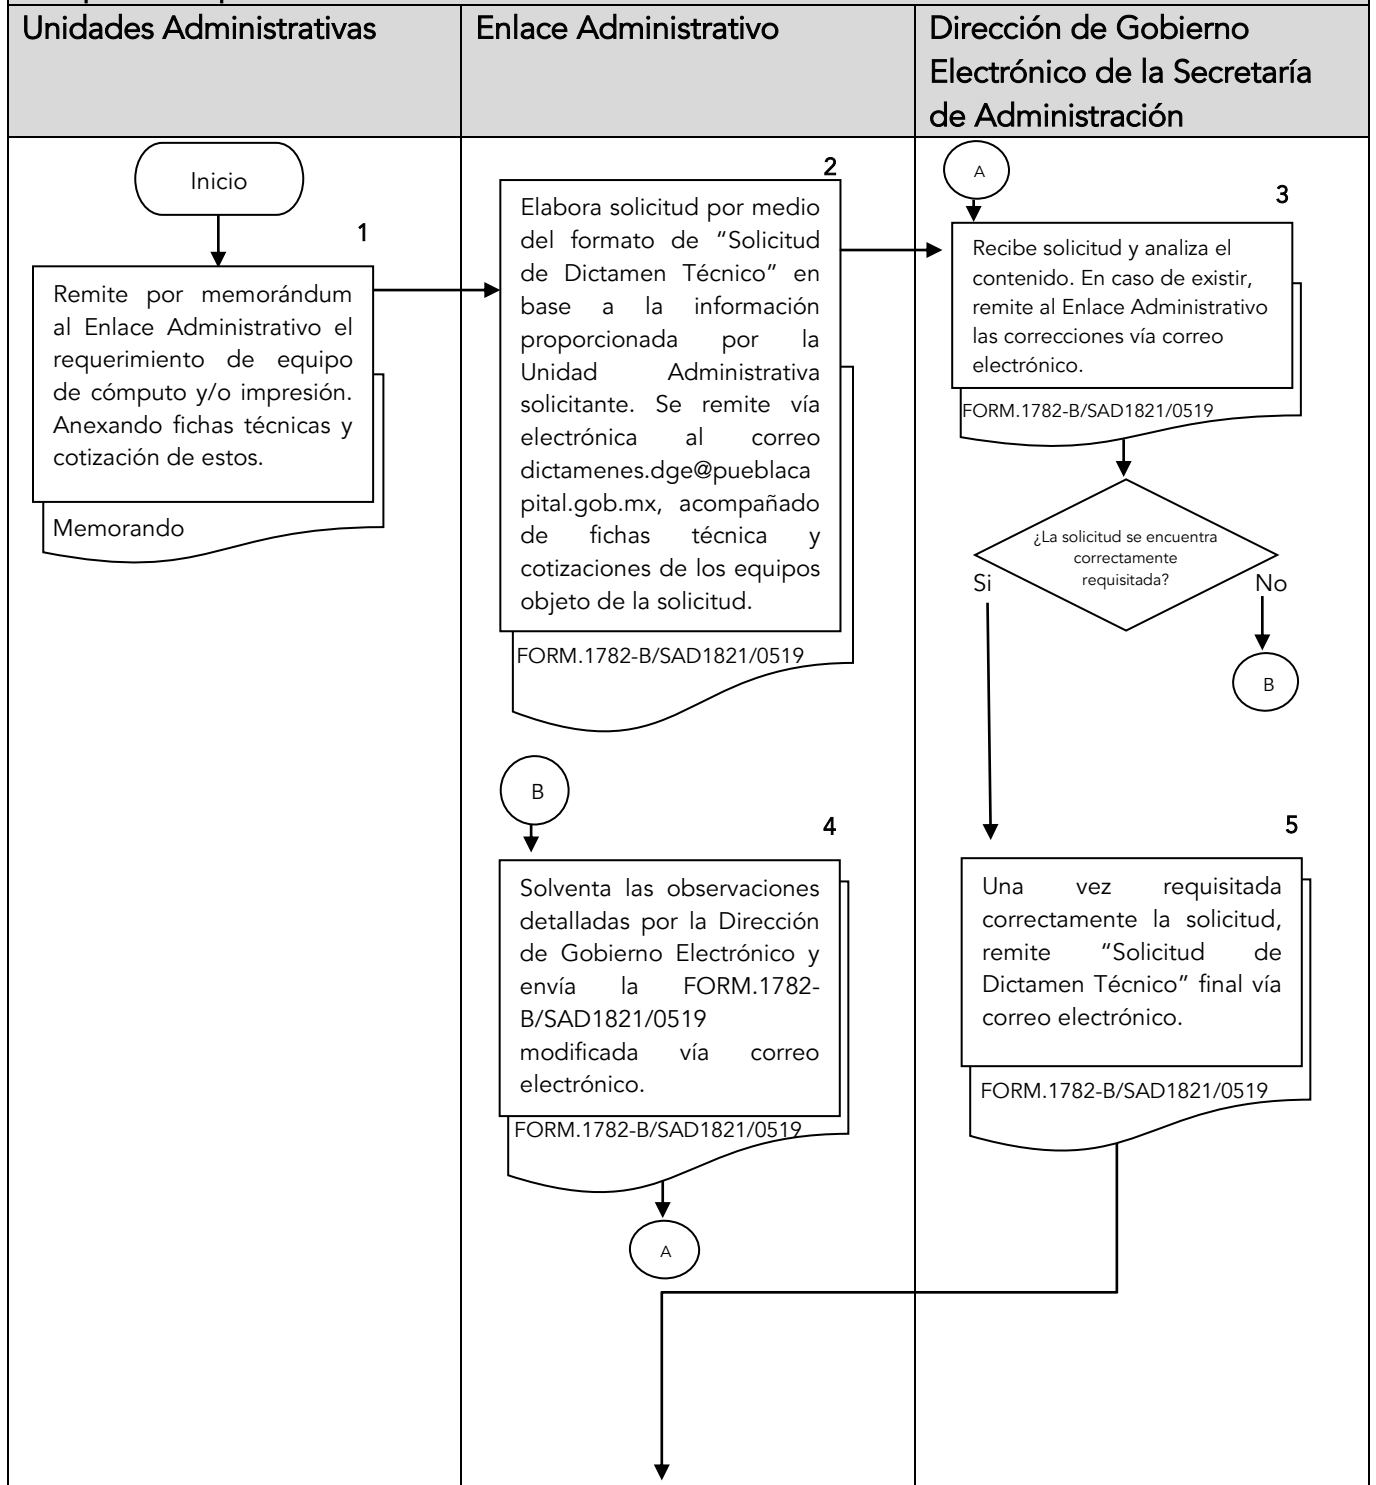 Unidades Administrativas
Enlace Administrativo
Dirección de Gobierno
Electrónico de la Secretaría
de Administración
Inicio
1
Remite por memorándum
al Enlace Administrativo el
requerimiento de equipo
de cómputo y/o impresión.
Anexando fichas técnicas y
cotización de estos.
Memorando
2
Elabora solicitud por medio
del formato de “Solicitud
de Dictamen Técnico” en
base a la información
proporcionada por la
Unidad Administrativa
solicitante. Se remite vía
electrónica al correo
dictamenes.dge@pueblaca
pital.gob.mx, acompañado
de fichas técnica y
cotizaciones de los equipos
objeto de la solicitud.
FORM.1782-B/SAD1821/0519
A
3
Recibe solicitud y analiza el
contenido. En caso de existir,
remite al Enlace Administrativo
las correcciones vía correo
electrónico.
FORM.1782-B/SAD1821/0519
¿La solicitud se encuentra
correctamente
requisitada?
Si
No
B
B
4
Solventa las observaciones
detalladas por la Dirección
de Gobierno Electrónico y
envía la FORM.1782-
B/SAD1821/0519
modificada vía correo
electrónico.
FORM.1782-B/SAD1821/0519
A
5
Una vez requisitada
correctamente la solicitud,
remite “Solicitud de
Dictamen Técnico” final vía
correo electrónico.
FORM.1782-B/SAD1821/0519